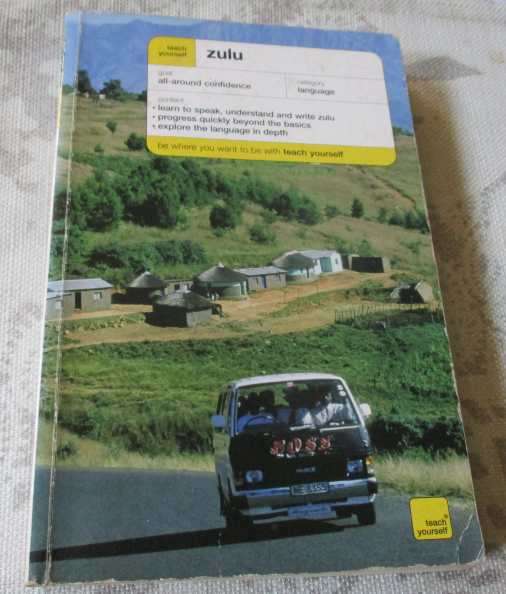 teach
yourself
zulu
goal
all-around confidence
category
language
content
• learn to speak, understand and write zulu
• progress quickly beyond the basics
• explore the language in depth
be where you want to be with teach yourself
teach
yourself